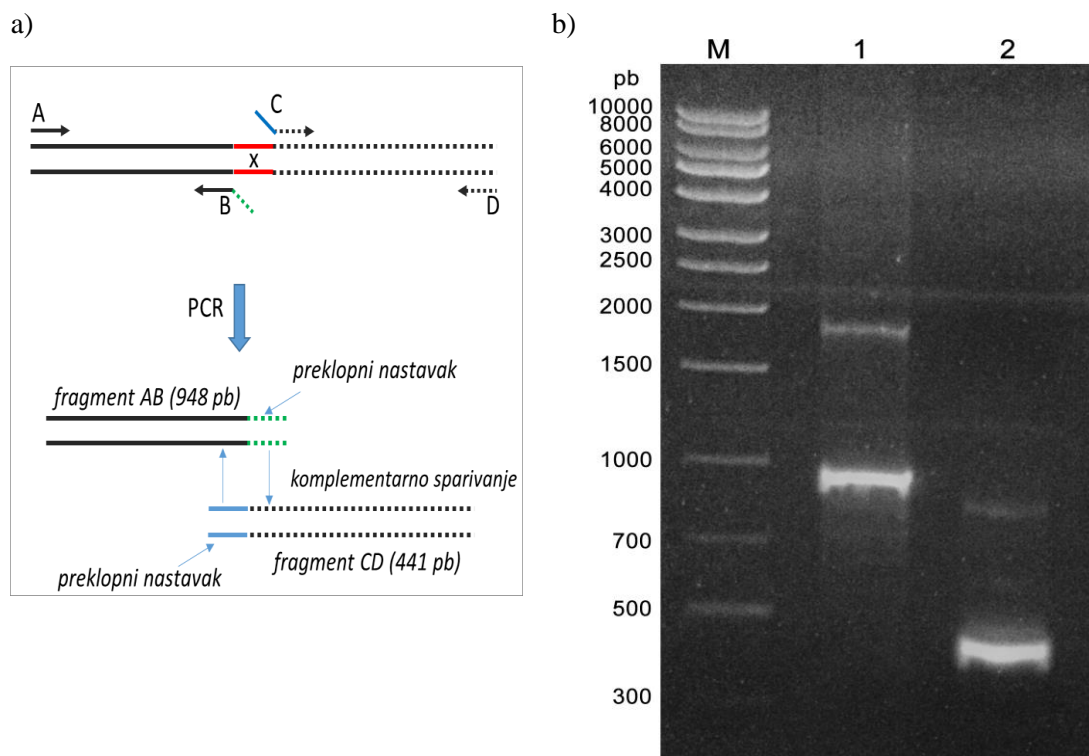 a)
A
C
x
B
D
PCR
preklopni nastavak
fragment AB (948 pb)
komplementarno sparivanje
fragment CD (441 pb)
preklopni nastavak
b)
M 1 2
pb
10000
8000
6000
5000
4000
3000
2500
2000
1500
1000
700
500
300